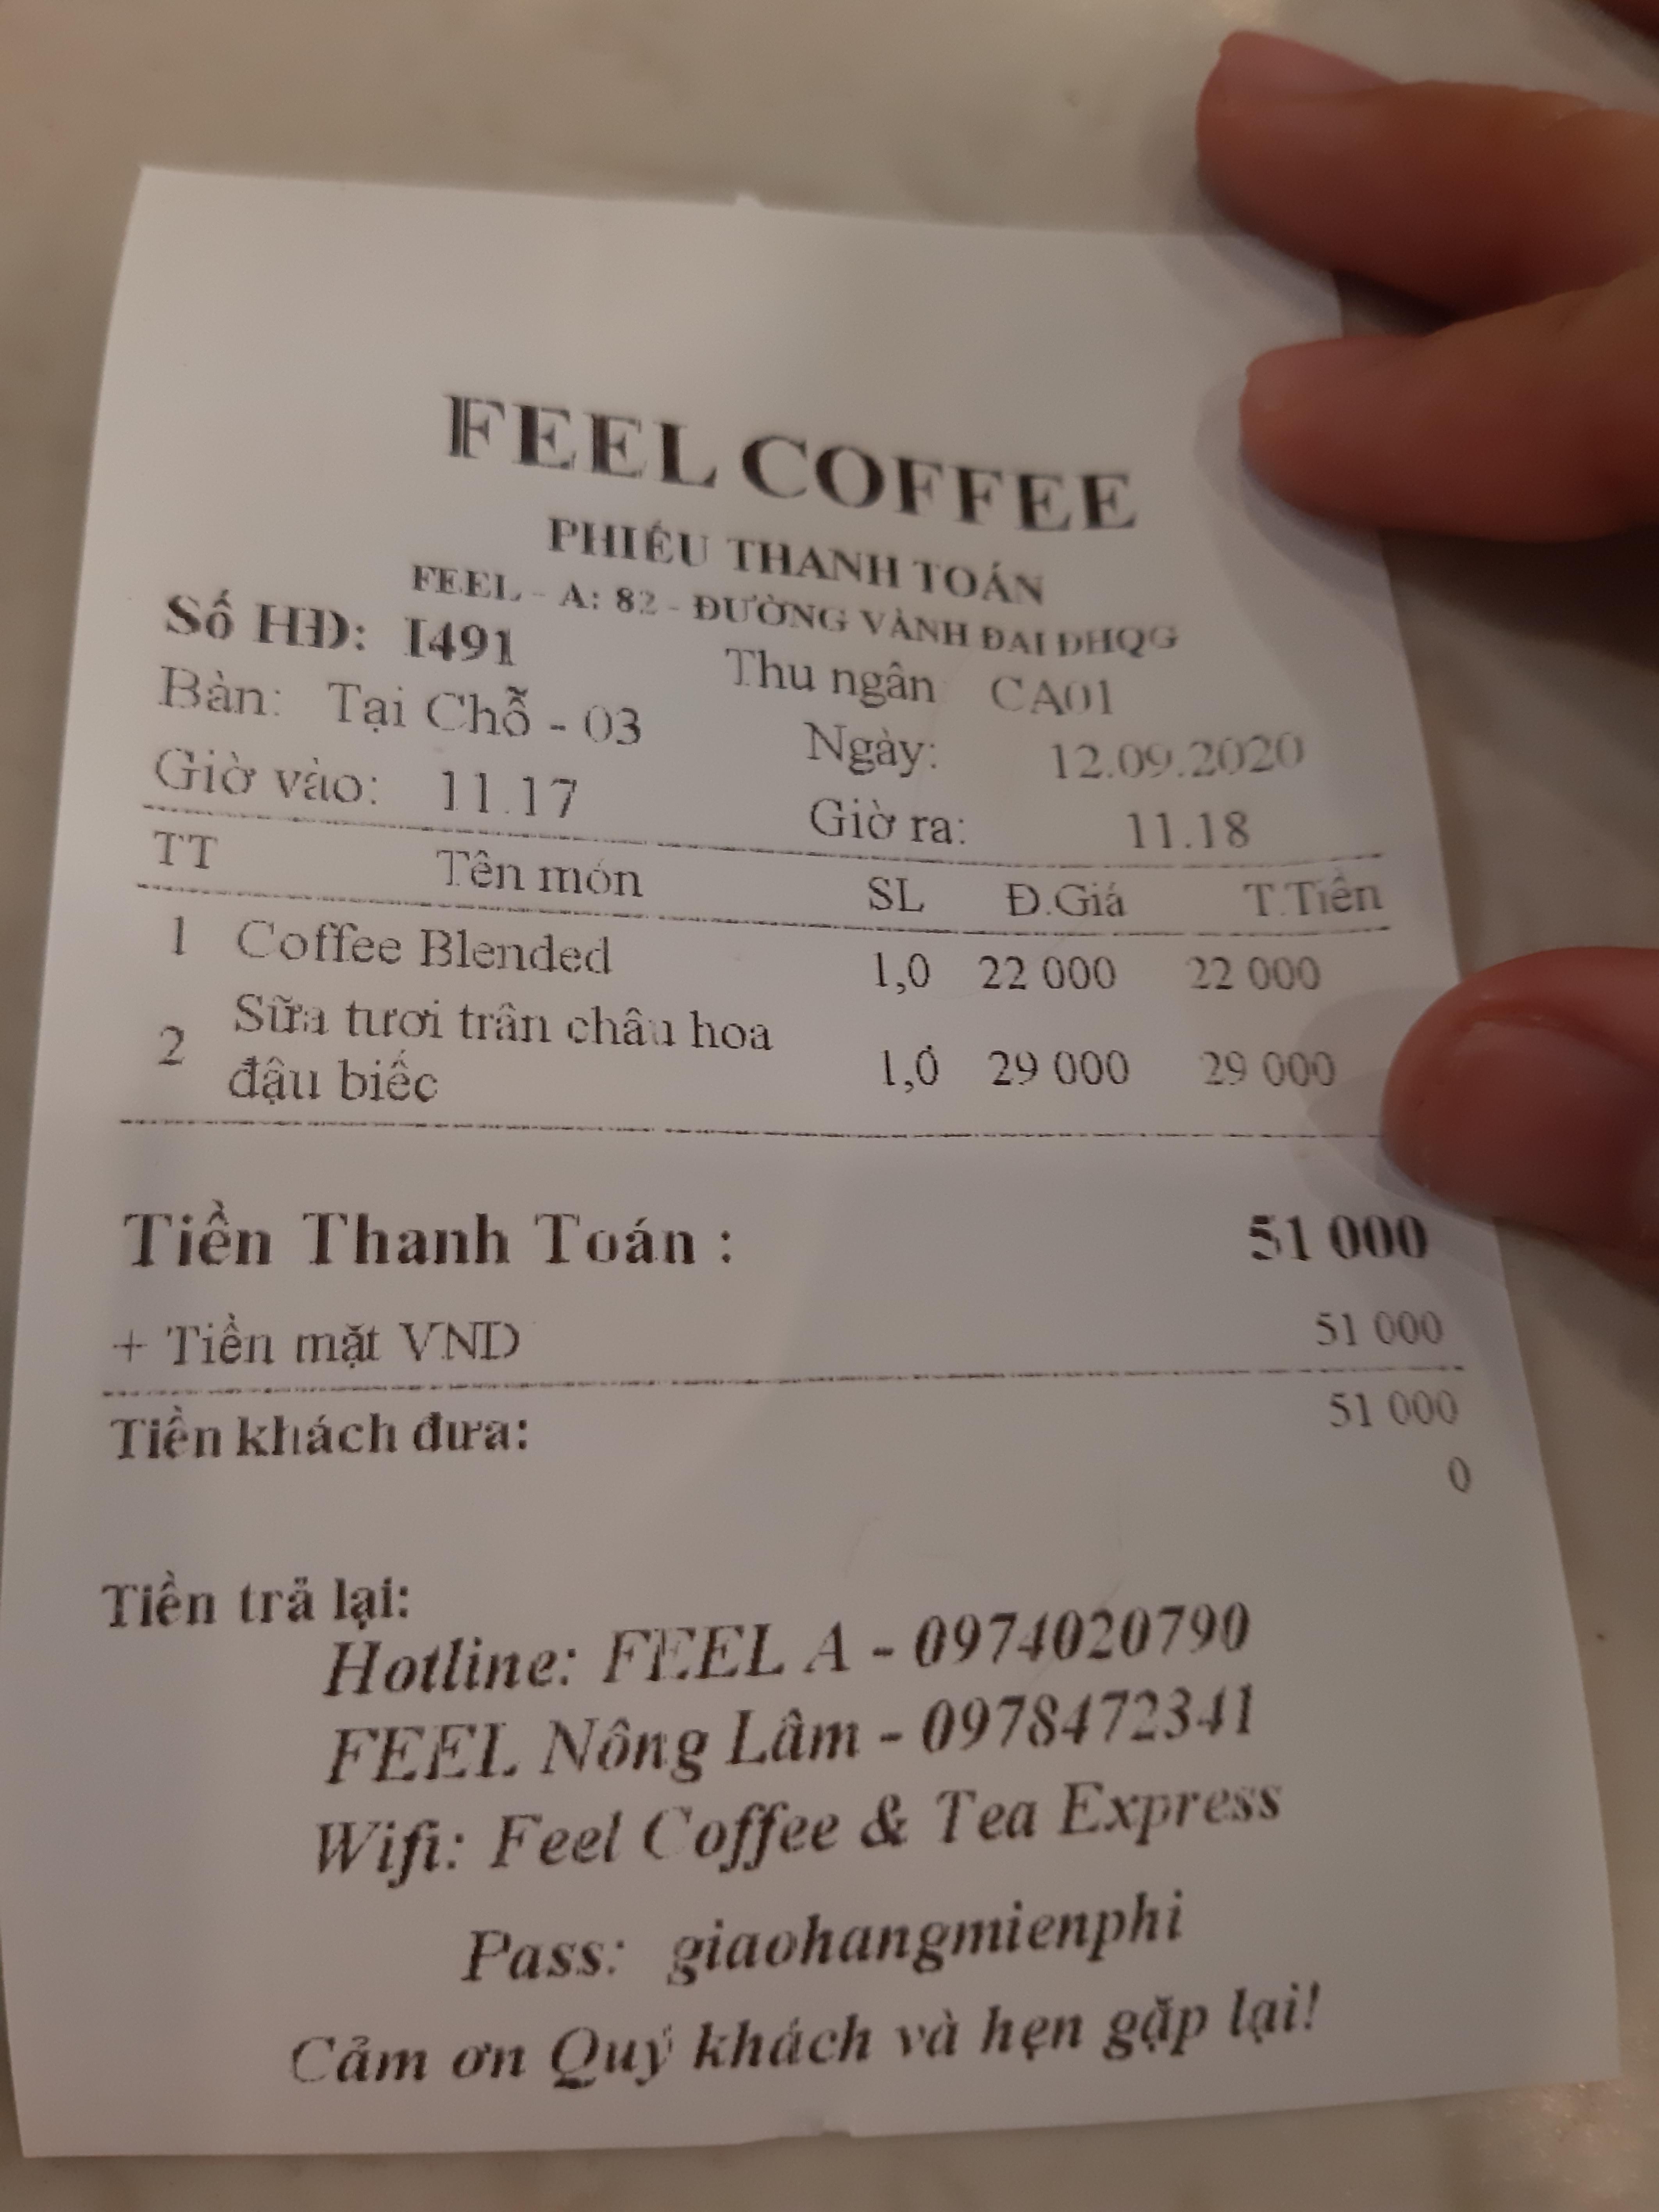 FEEL COFFEE
PHIẾU THANH TOÁN
FEEL - A: 82 - ĐƯỜNG VÀNH ĐAI ĐHQG
Số HĐ: I491 Thu ngân CA01
Bàn: Tại Chỗ - 03 Ngày: 12.09.2020
Giờ vào: 11.17 Giờ ra: 11.18
TT Tên món SL Đ.Giá T.Tiền
1 Coffee Blended 1,0 22 000 22 000
2 Sữa tươi trân châu hoa
đậu biếc 1,0 29 000 29 000
Tiền Thanh Toán : 51 000
+ Tiền mặt VND 51 000
Tiền khách đưa: 51 000
0
Tiền trả lại:
Hotline: FEEL A - 0974020790
FEEL Nông Lâm - 0978472341
Wifi: Feel Coffee & Tea Express
Pass: giaohangmienphi
Cảm ơn Quý khách và hẹn gặp lại!